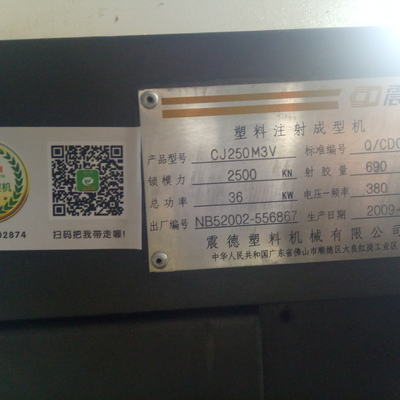 震
塑料注射成型机
产品型号 CJ250M3V 标准编号 Q/CDC
锁模力 2500 KN 射胶量 690
总功率 36 KW 电压—频率 380
出厂编号 NB52002-556867 生产日期 2009-
震德塑料机械有限公司
中华人民共和国广东省佛山市顺德区大良红岗工业区
机
02874
扫码把我带走喔!